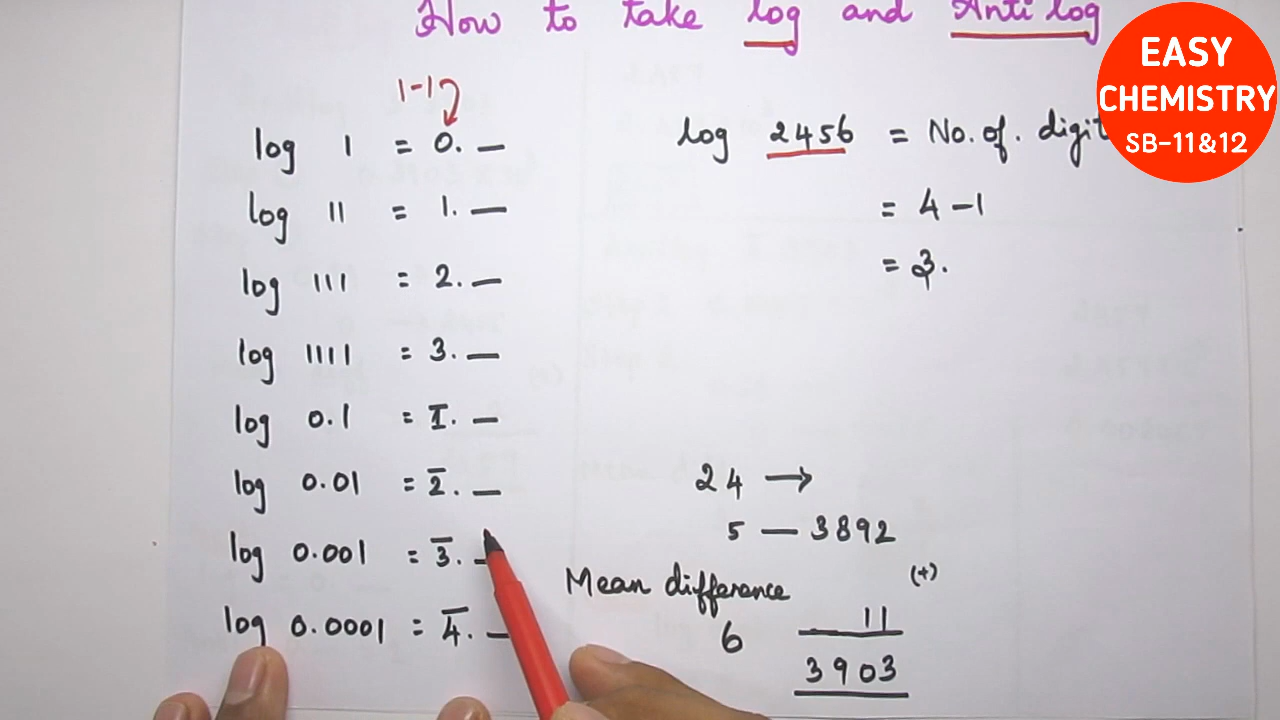 How to take log and Anti log
EASY
CHEMISTRY
SB-11&12
1-1
log 1 = 0. —
log 11 = 1. —
log 111 = 2. —
log 1111 = 3. —
log 0.1 = 1̅. —
log 0.01 = 2̅. —
log 0.001 = 3̅. —
log 0.0001 = 4̅. —
log 2456 = No. of. digit
= 4 -1
= 3.
24 →
5 — 3892
Mean difference (+)
6 11
3903